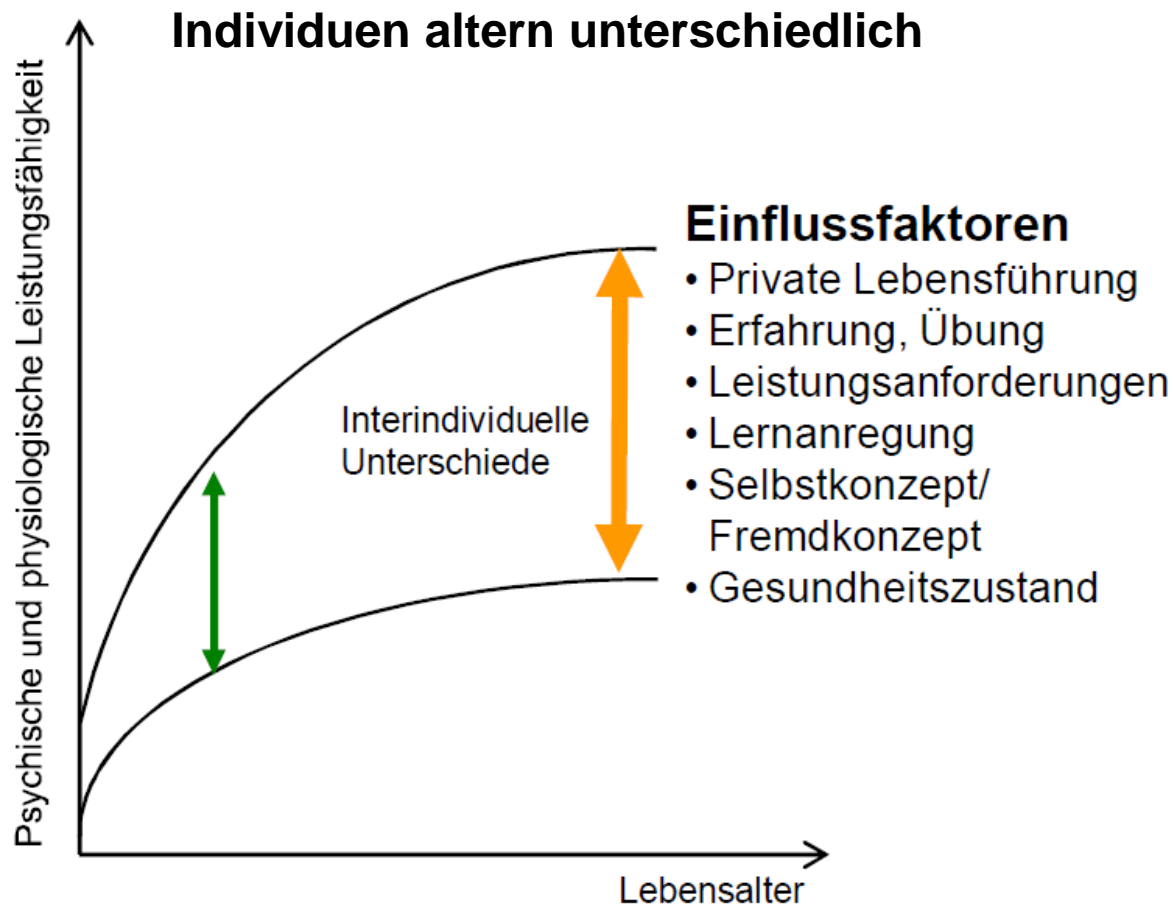 Individuen altern unterschiedlich
Psychische und physiologische Leistungsfähigkeit
Interindividuelle
Unterschiede
Einflussfaktoren
• Private Lebensführung
• Erfahrung, Übung
• Leistungsanforderungen
• Lernanregung
• Selbstkonzept/
Fremdkonzept
• Gesundheitszustand
Lebensalter